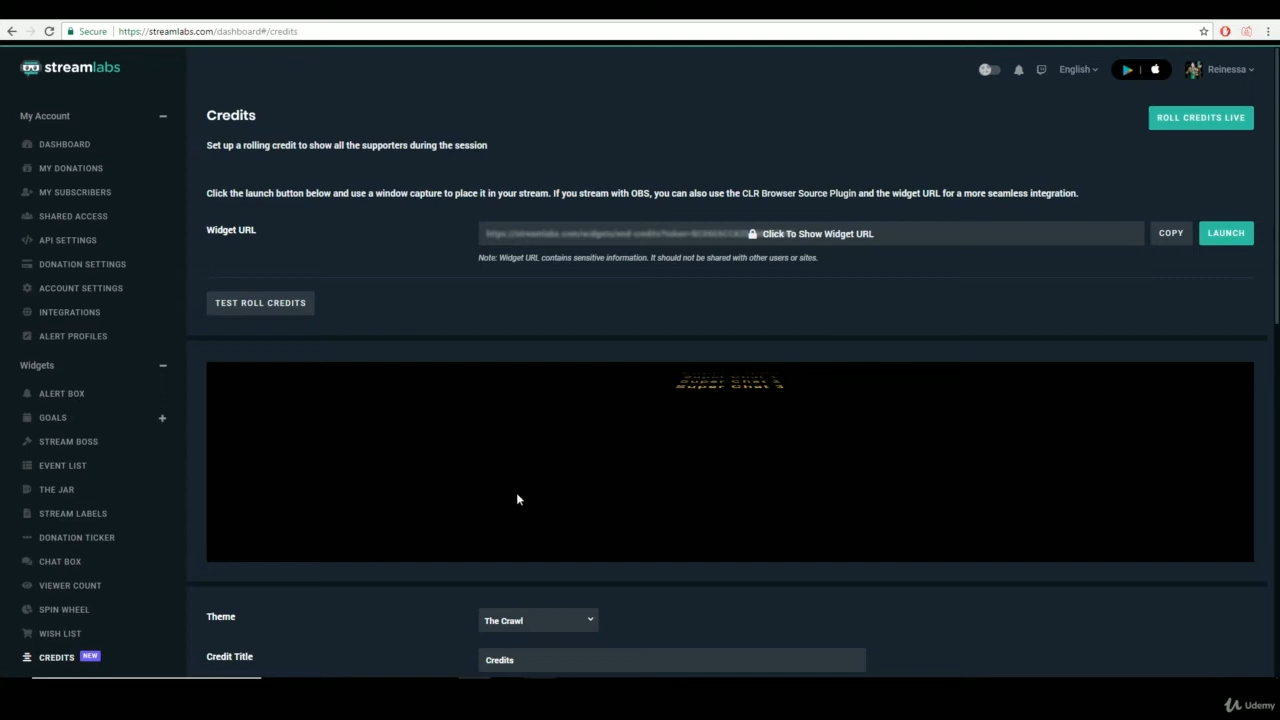 Secure https://streamlabs.com/dashboard#/credits
streamlabs
English
Reinessa
My Account
DASHBOARD
MY DONATIONS
MY SUBSCRIBERS
SHARED ACCESS
API SETTINGS
DONATION SETTINGS
ACCOUNT SETTINGS
INTEGRATIONS
ALERT PROFILES
Widgets
ALERT BOX
GOALS
STREAM BOSS
EVENT LIST
THE JAR
STREAM LABELS
DONATION TICKER
CHAT BOX
VIEWER COUNT
SPIN WHEEL
WISH LIST
CREDITS NEW
Credits
ROLL CREDITS LIVE
Set up a rolling credit to show all the supporters during the session
Click the launch button below and use a window capture to place it in your stream. If you stream with OBS, you can also use the CLR Browser Source Plugin and the widget URL for a more seamless integration.
Widget URL
Click To Show Widget URL
COPY
LAUNCH
Note: Widget URL contains sensitive information. It should not be shared with other users or sites.
TEST ROLL CREDITS
Super Chat 2
Super Chat 3
Theme
The Crawl
Credit Title
Credits
Udemy